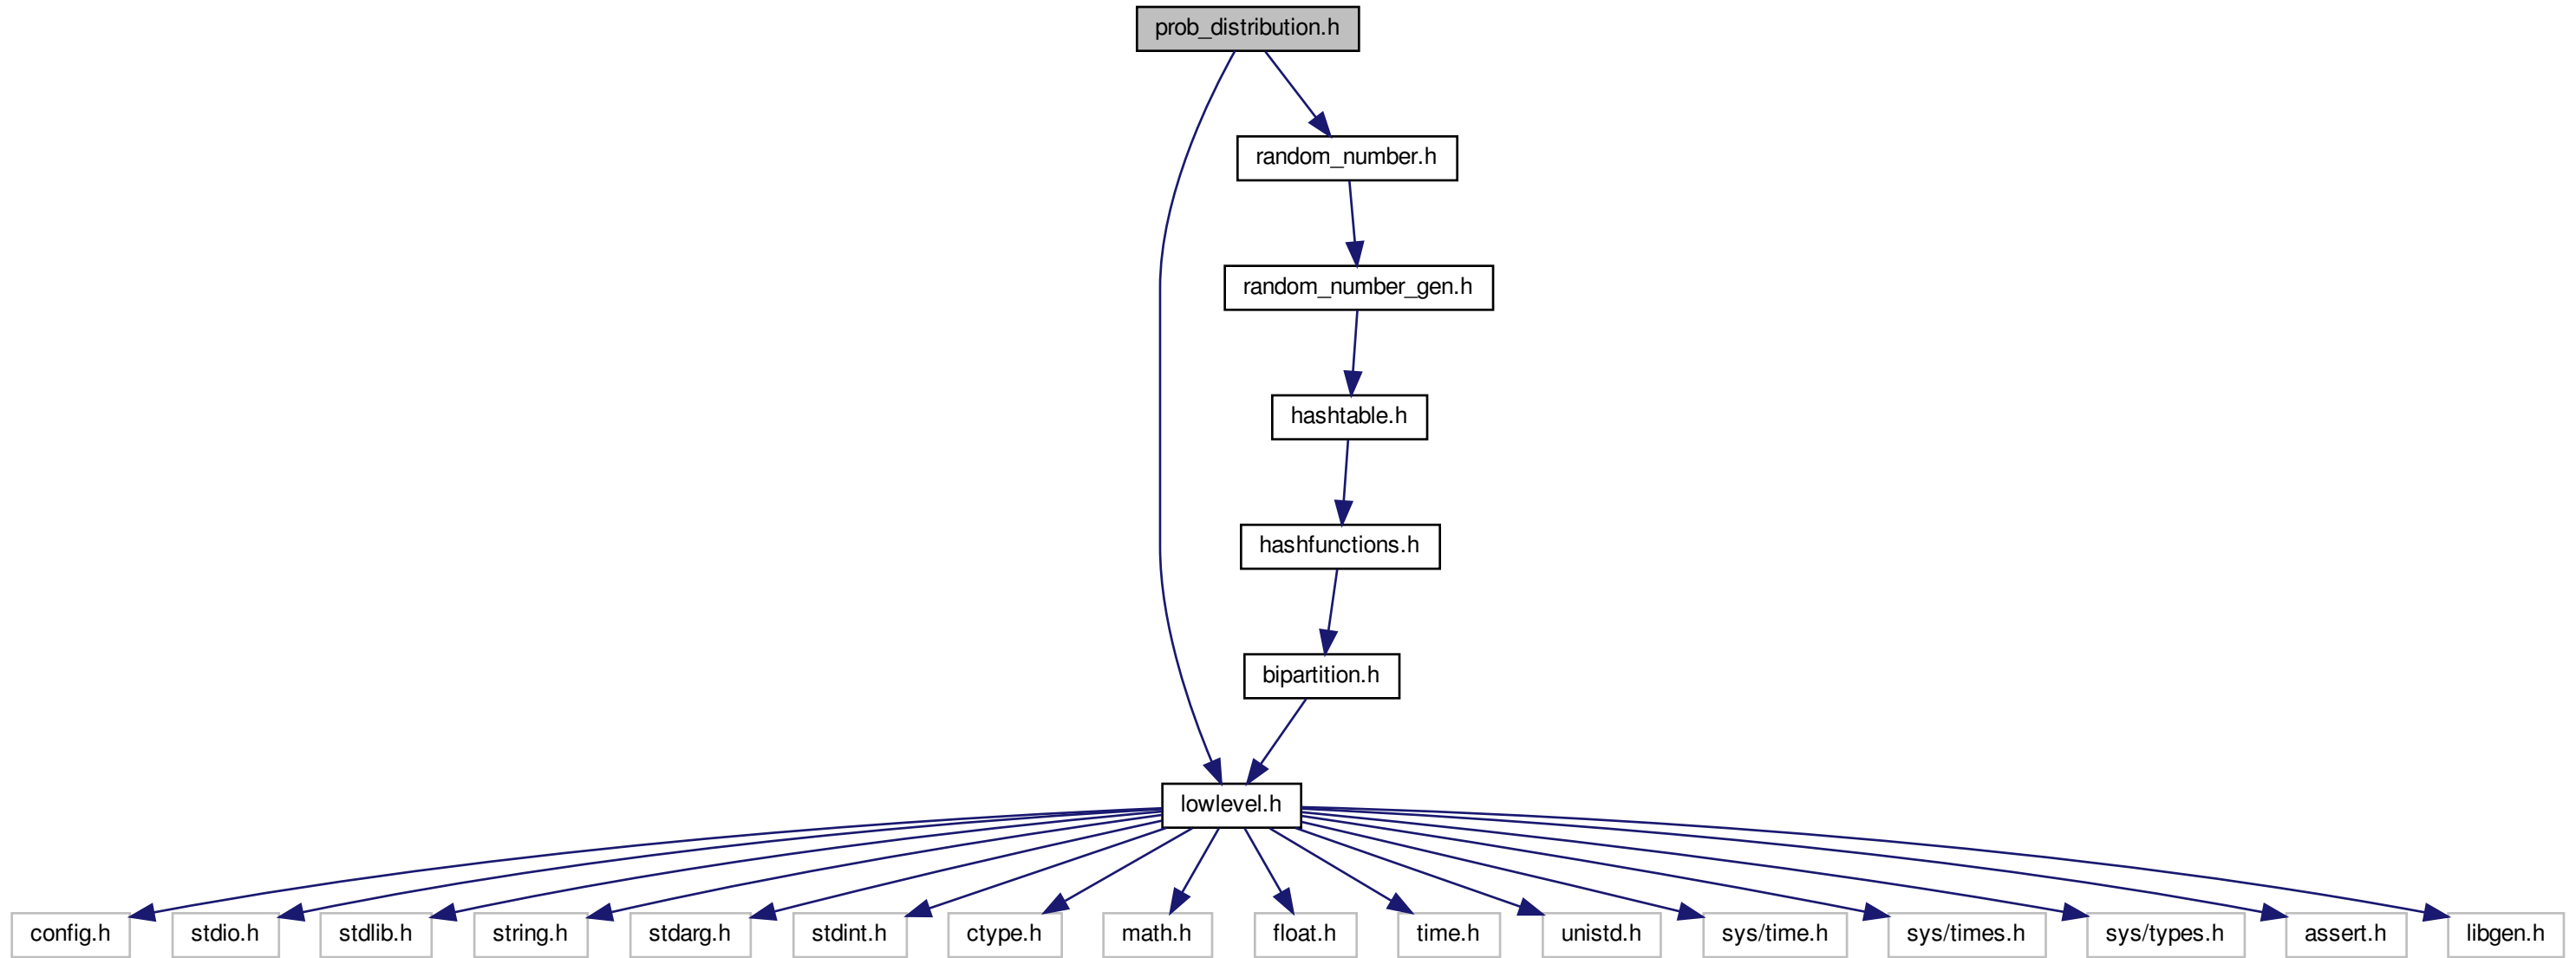 prob_distribution.h
random_number.h
random_number_gen.h
hashtable.h
hashfunctions.h
bipartition.h
lowlevel.h
config.h
stdio.h
stdlib.h
string.h
stdarg.h
stdint.h
ctype.h
math.h
float.h
time.h
unistd.h
sys/time.h
sys/times.h
sys/types.h
assert.h
libgen.h